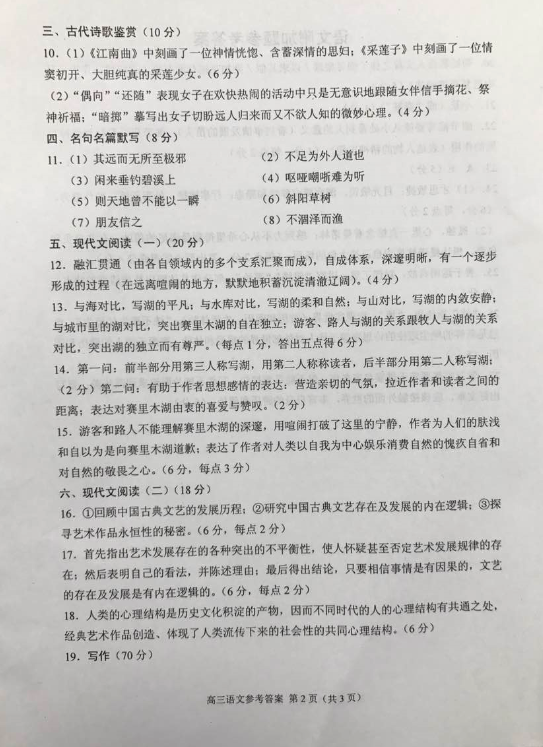 三、古代诗歌鉴赏（10 分）
10.（1）《江南曲》中刻画了一位神情恍惚、含蓄深情的思妇；《采莲子》中刻画了一位情
窦初开、大胆纯真的采莲少女。（6 分）
（2）“偶向”“还随”表现女子在欢快热闹的活动中只是无意识地跟随女伴信手摘花、祭
神祈福；“暗掷”摹写出女子切盼远人归来而又不欲人知的微妙心理。（4 分）
四、名句名篇默写（8 分）
11.（1）其远而无所至极邪 （2）不足为外人道也
（3）闲来垂钓碧溪上 （4）呕哑嘲哳难为听
（5）则天地曾不能以一瞬 （6）斜阳草树
（7）朋友信之 （8）不涸泽而渔
五、现代文阅读（一）（20 分）
12．融汇贯通（由各自领域内的多个支系汇聚而成），自成体系，深邃明晰，有一个逐步
形成的过程（在远离喧闹的地方，默默地积蓄沉淀清澈辽阔）。（4 分）
13．与海对比，写湖的平凡；与水库对比，写湖的柔和自然；与山对比，写湖的内敛安静；
与城市里的湖对比，突出赛里木湖的自在独立；游客、路人与湖的关系跟牧人与湖的关系
对比，突出湖的独立而有尊严。（每点 1 分，答出五点得 6 分）
14．第一问：前半部分用第三人称写湖，用第二人称称读者，后半部分用第二人称写湖；
（2 分）第二问：有助于作者思想感情的表达：营造亲切的气氛，拉近作者和读者之间的
距离；表达对赛里木湖由衷的喜爱与赞叹。（2 分）
15．游客和路人不能理解赛里木湖的深邃，用喧闹打破了这里的宁静，作者为人们的肤浅
和自以为是向赛里木湖道歉；表达了作者对人类以自我为中心娱乐消费自然的愧疚自省和
对自然的敬畏之心。（6 分，每点 3 分）
六、现代文阅读（二）（18 分）
16．①回顾中国古典文艺的发展历程；②研究中国古典文艺存在及发展的内在逻辑；③探
寻艺术作品永恒性的秘密。（6 分，每点 2 分）
17．首先指出艺术发展存在的各种突出的不平衡性，使人怀疑甚至否定艺术发展规律的存
在；然后表明自己的看法，并陈述理由；最后得出结论，只要相信事情是有因果的，文艺
的存在及发展是有内在逻辑的。（6 分，每点 2 分）
18．人类的心理结构是历史文化积淀的产物，因而不同时代的人的心理结构有共通之处，
经典艺术作品创造、体现了人类流传下来的社会性的共同心理结构。（6 分）
19．写作（70 分）
高三语文参考答案 第 2 页（共 3 页）